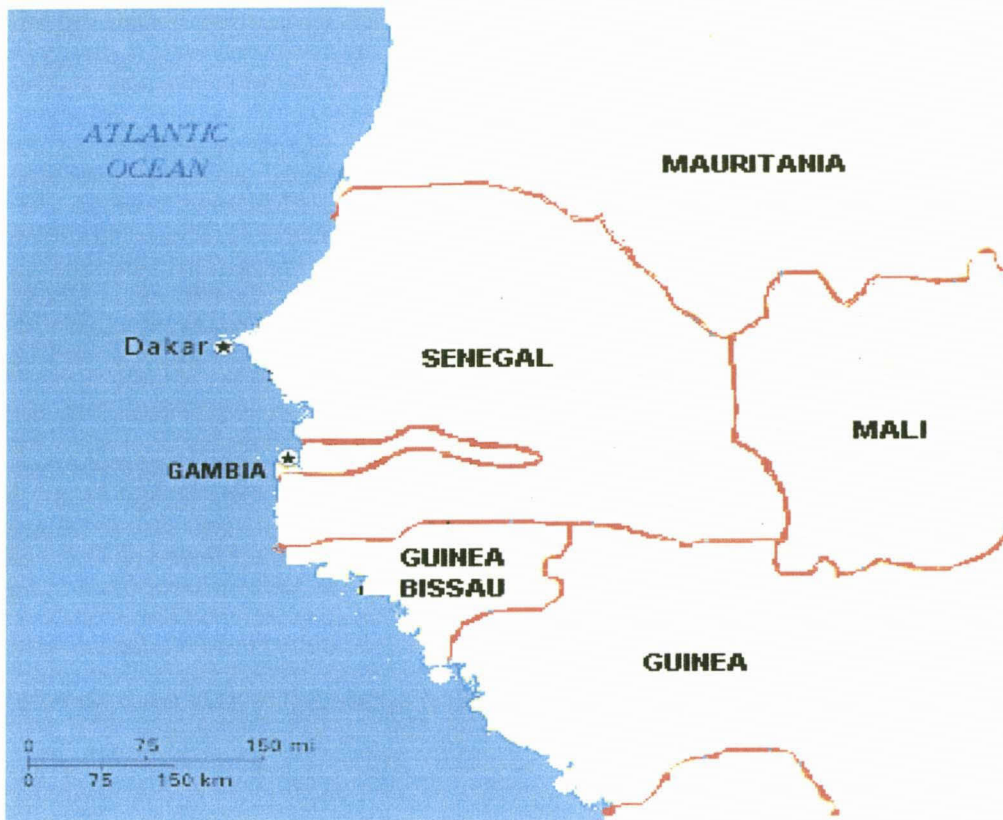 ATLANTIC
OCEAN
MAURITANIA
Dakar
SENEGAL
MALI
GAMBIA
GUINEA
BISSAU
GUINEA
0 75 150 mi
0 75 150 km